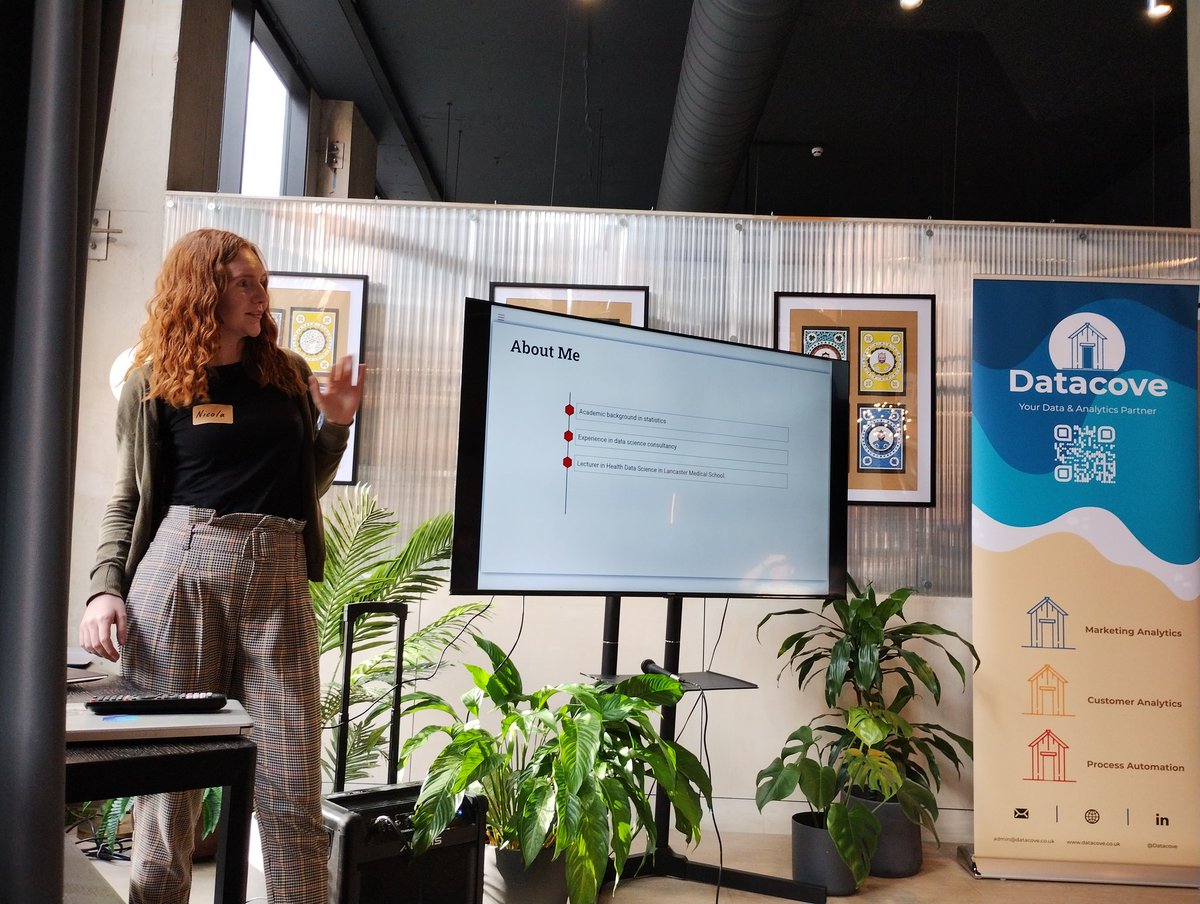 Nicola
About Me
Academic background in statistics
Experience in data science consultancy
Lecturer in Health Data Science in Lancaster Medical School.
Datacove
Your Data & Analytics Partner
Marketing Analytics
Customer Analytics
Process Automation
in
admin@datacove.co.uk
www.datacove.co.uk
@Datacove